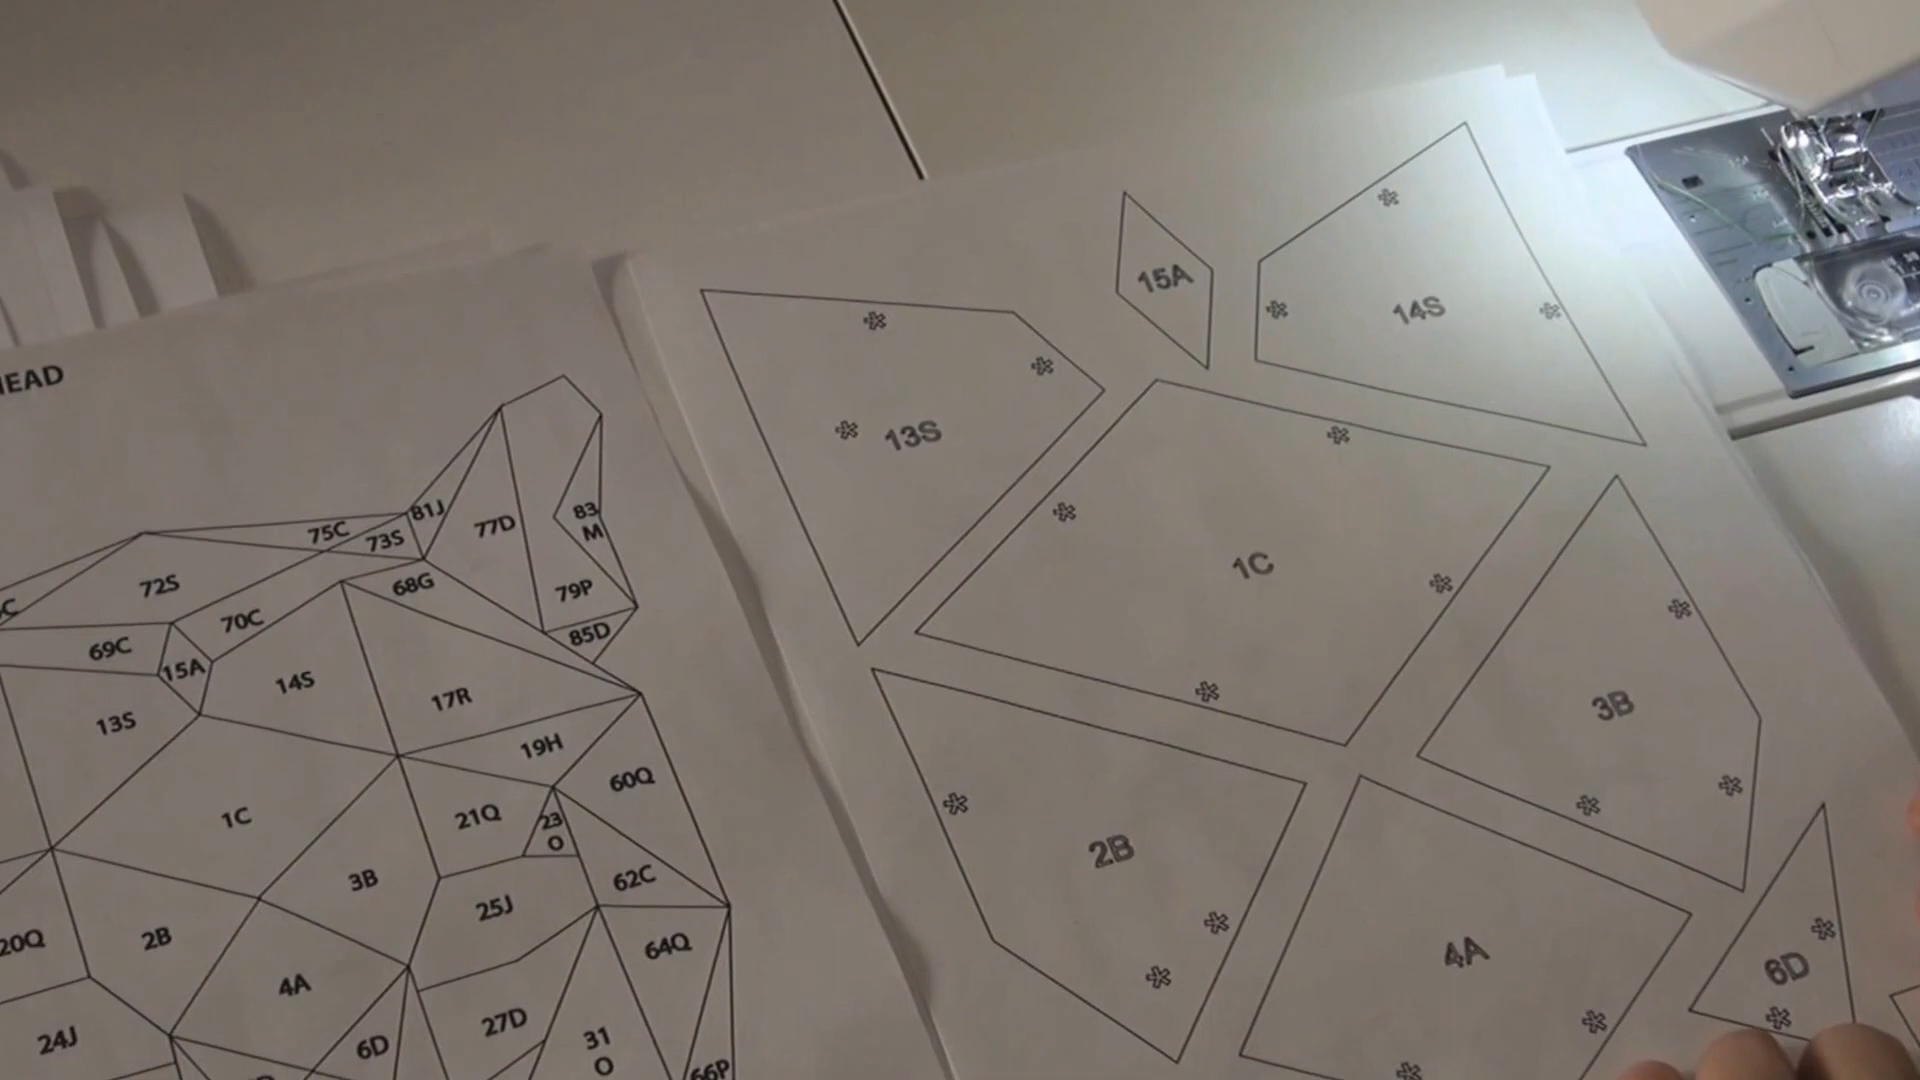 HEAD
81J
75C
73S
77D
83
M
72S
68G
79P
70C
85D
69C
15A
14S
17R
13S
19H
60Q
1C
21Q
23
O
3B
62C
25J
2B
20Q
64Q
4A
27D
24J
6D
31
O
66P
15A
14S
13S
1C
3B
2B
4A
6D